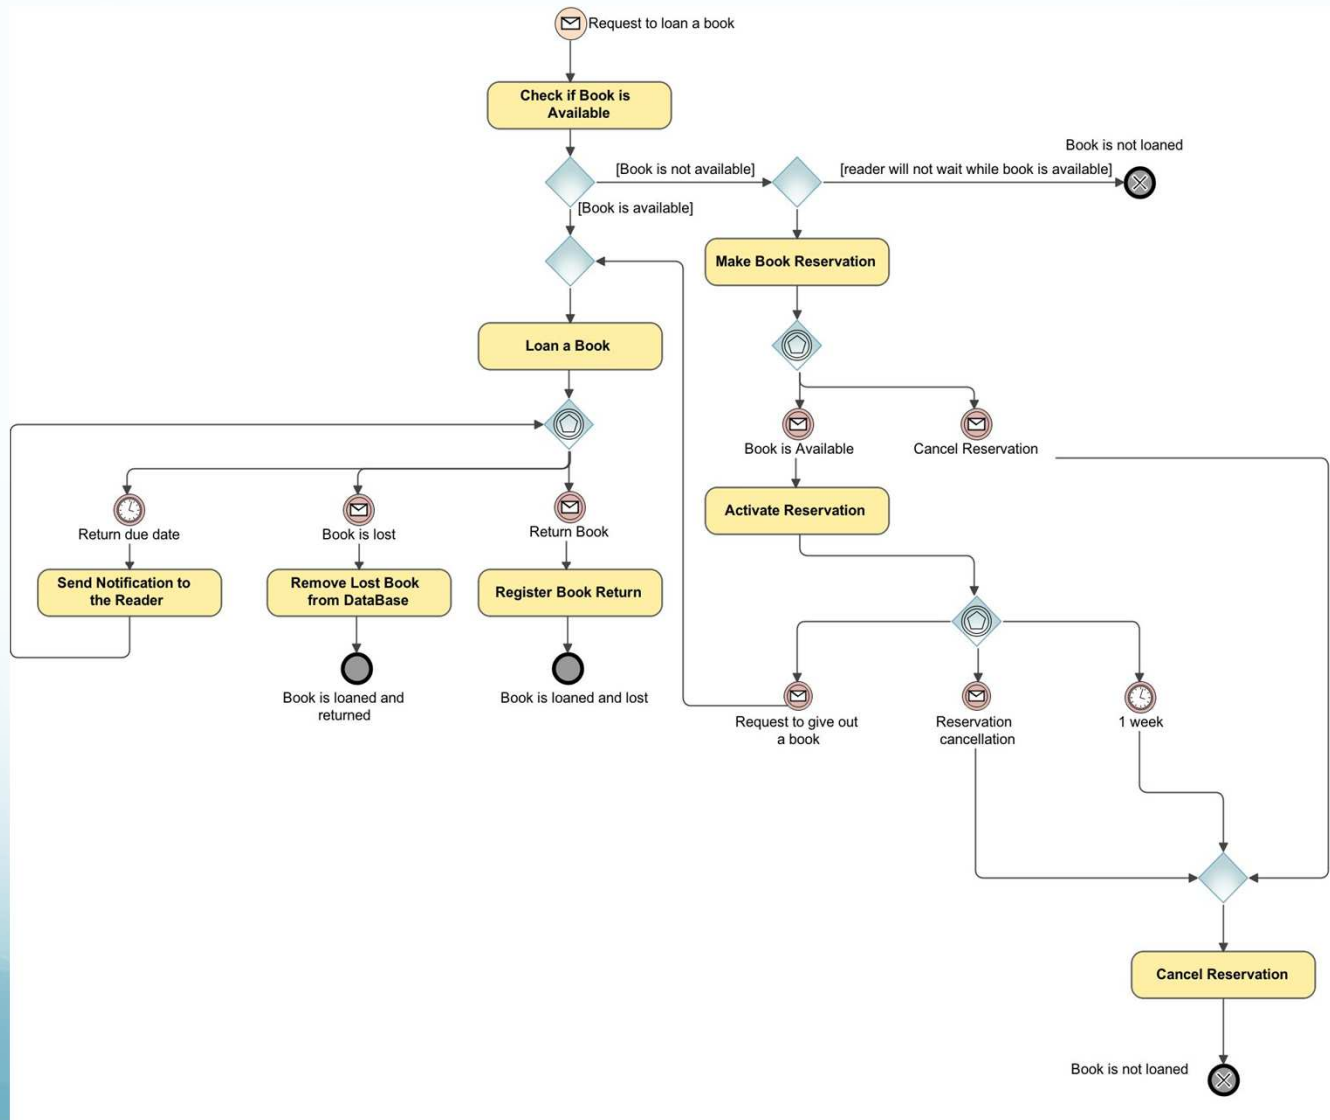 Request to loan a book
Check if Book is
Available
Book is not loaned
[Book is not available]
[reader will not wait while book is available]
[Book is available]
Make Book Reservation
Loan a Book
Book is Available
Cancel Reservation
Activate Reservation
Return due date
Book is lost
Return Book
Send Notification to
the Reader
Remove Lost Book
from DataBase
Register Book Return
Book is loaned and
returned
Book is loaned and lost
Request to give out
a book
Reservation
cancellation
1 week
Cancel Reservation
Book is not loaned